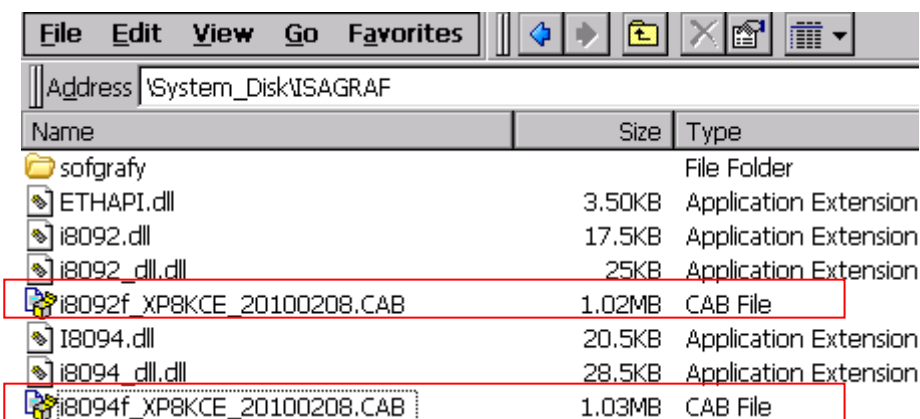 File Edit View Go Favorites
Address \System_Disk\ISAGRAF
Name Size Type
sofgrafy File Folder
ETHAPI.dll 3.50KB Application Extension
i8092.dll 17.5KB Application Extension
i8092_dll.dll 25KB Application Extension
i8092f_XP8KCE_20100208.CAB 1.02MB CAB File
I8094.dll 20.5KB Application Extension
i8094_dll.dll 28.5KB Application Extension
i8094f_XP8KCE_20100208.CAB 1.03MB CAB File